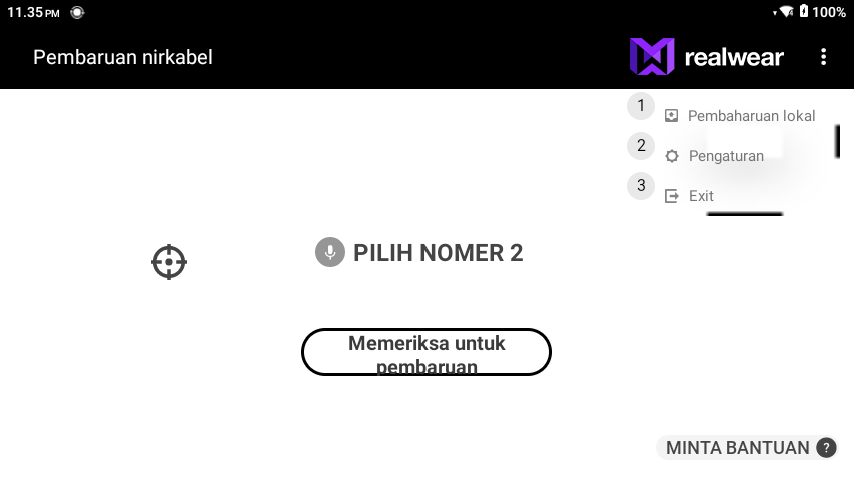 11.35 PM
100%
Pembaruan nirkabel
realwear
1 Pembaharuan lokal
2 Pengaturan
3 Exit
PILIH NOMER 2
Memeriksa untuk
pembaruan
MINTA BANTUAN ?